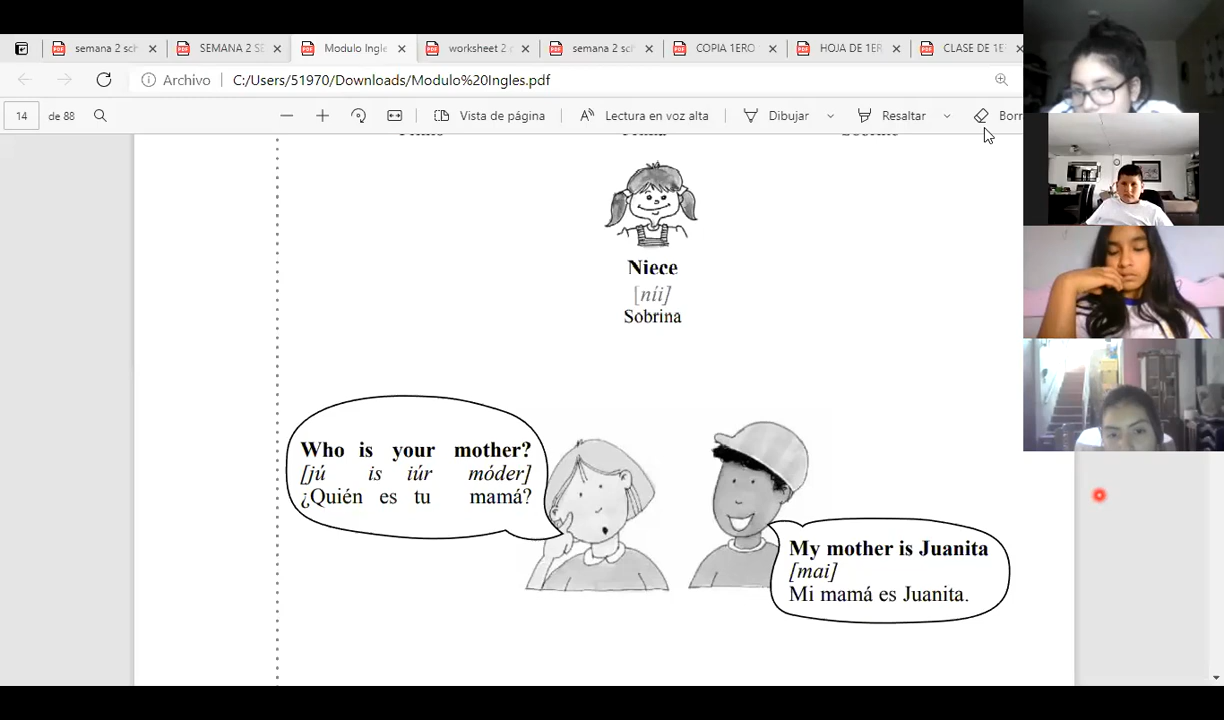 semana 2 sch
SEMANA 2 SE
Modulo Ingle
worksheet 2
semana 2 sch
COPIA 1ERO
HOJA DE 1ER
CLASE DE 1E
Archivo
C:/Users/51970/Downloads/Modulo%20Ingles.pdf
14
de 88
Vista de página
Lectura en voz alta
Dibujar
Resaltar
Borr
Niece
[níi]
Sobrina
Who is your mother?
[jú is iúr móder]
¿Quién es tu mamá?
My mother is Juanita
[mai]
Mi mamá es Juanita.